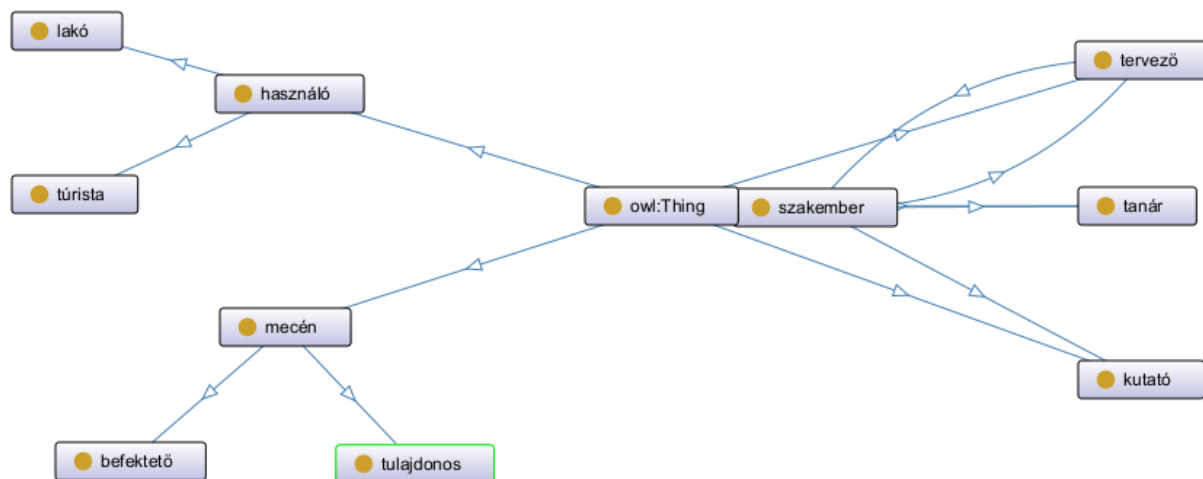 lakó
tervezö
használó
túrista
owl:Thing
szakember
tanár
mecén
kutató
befektetö
tulajdonos